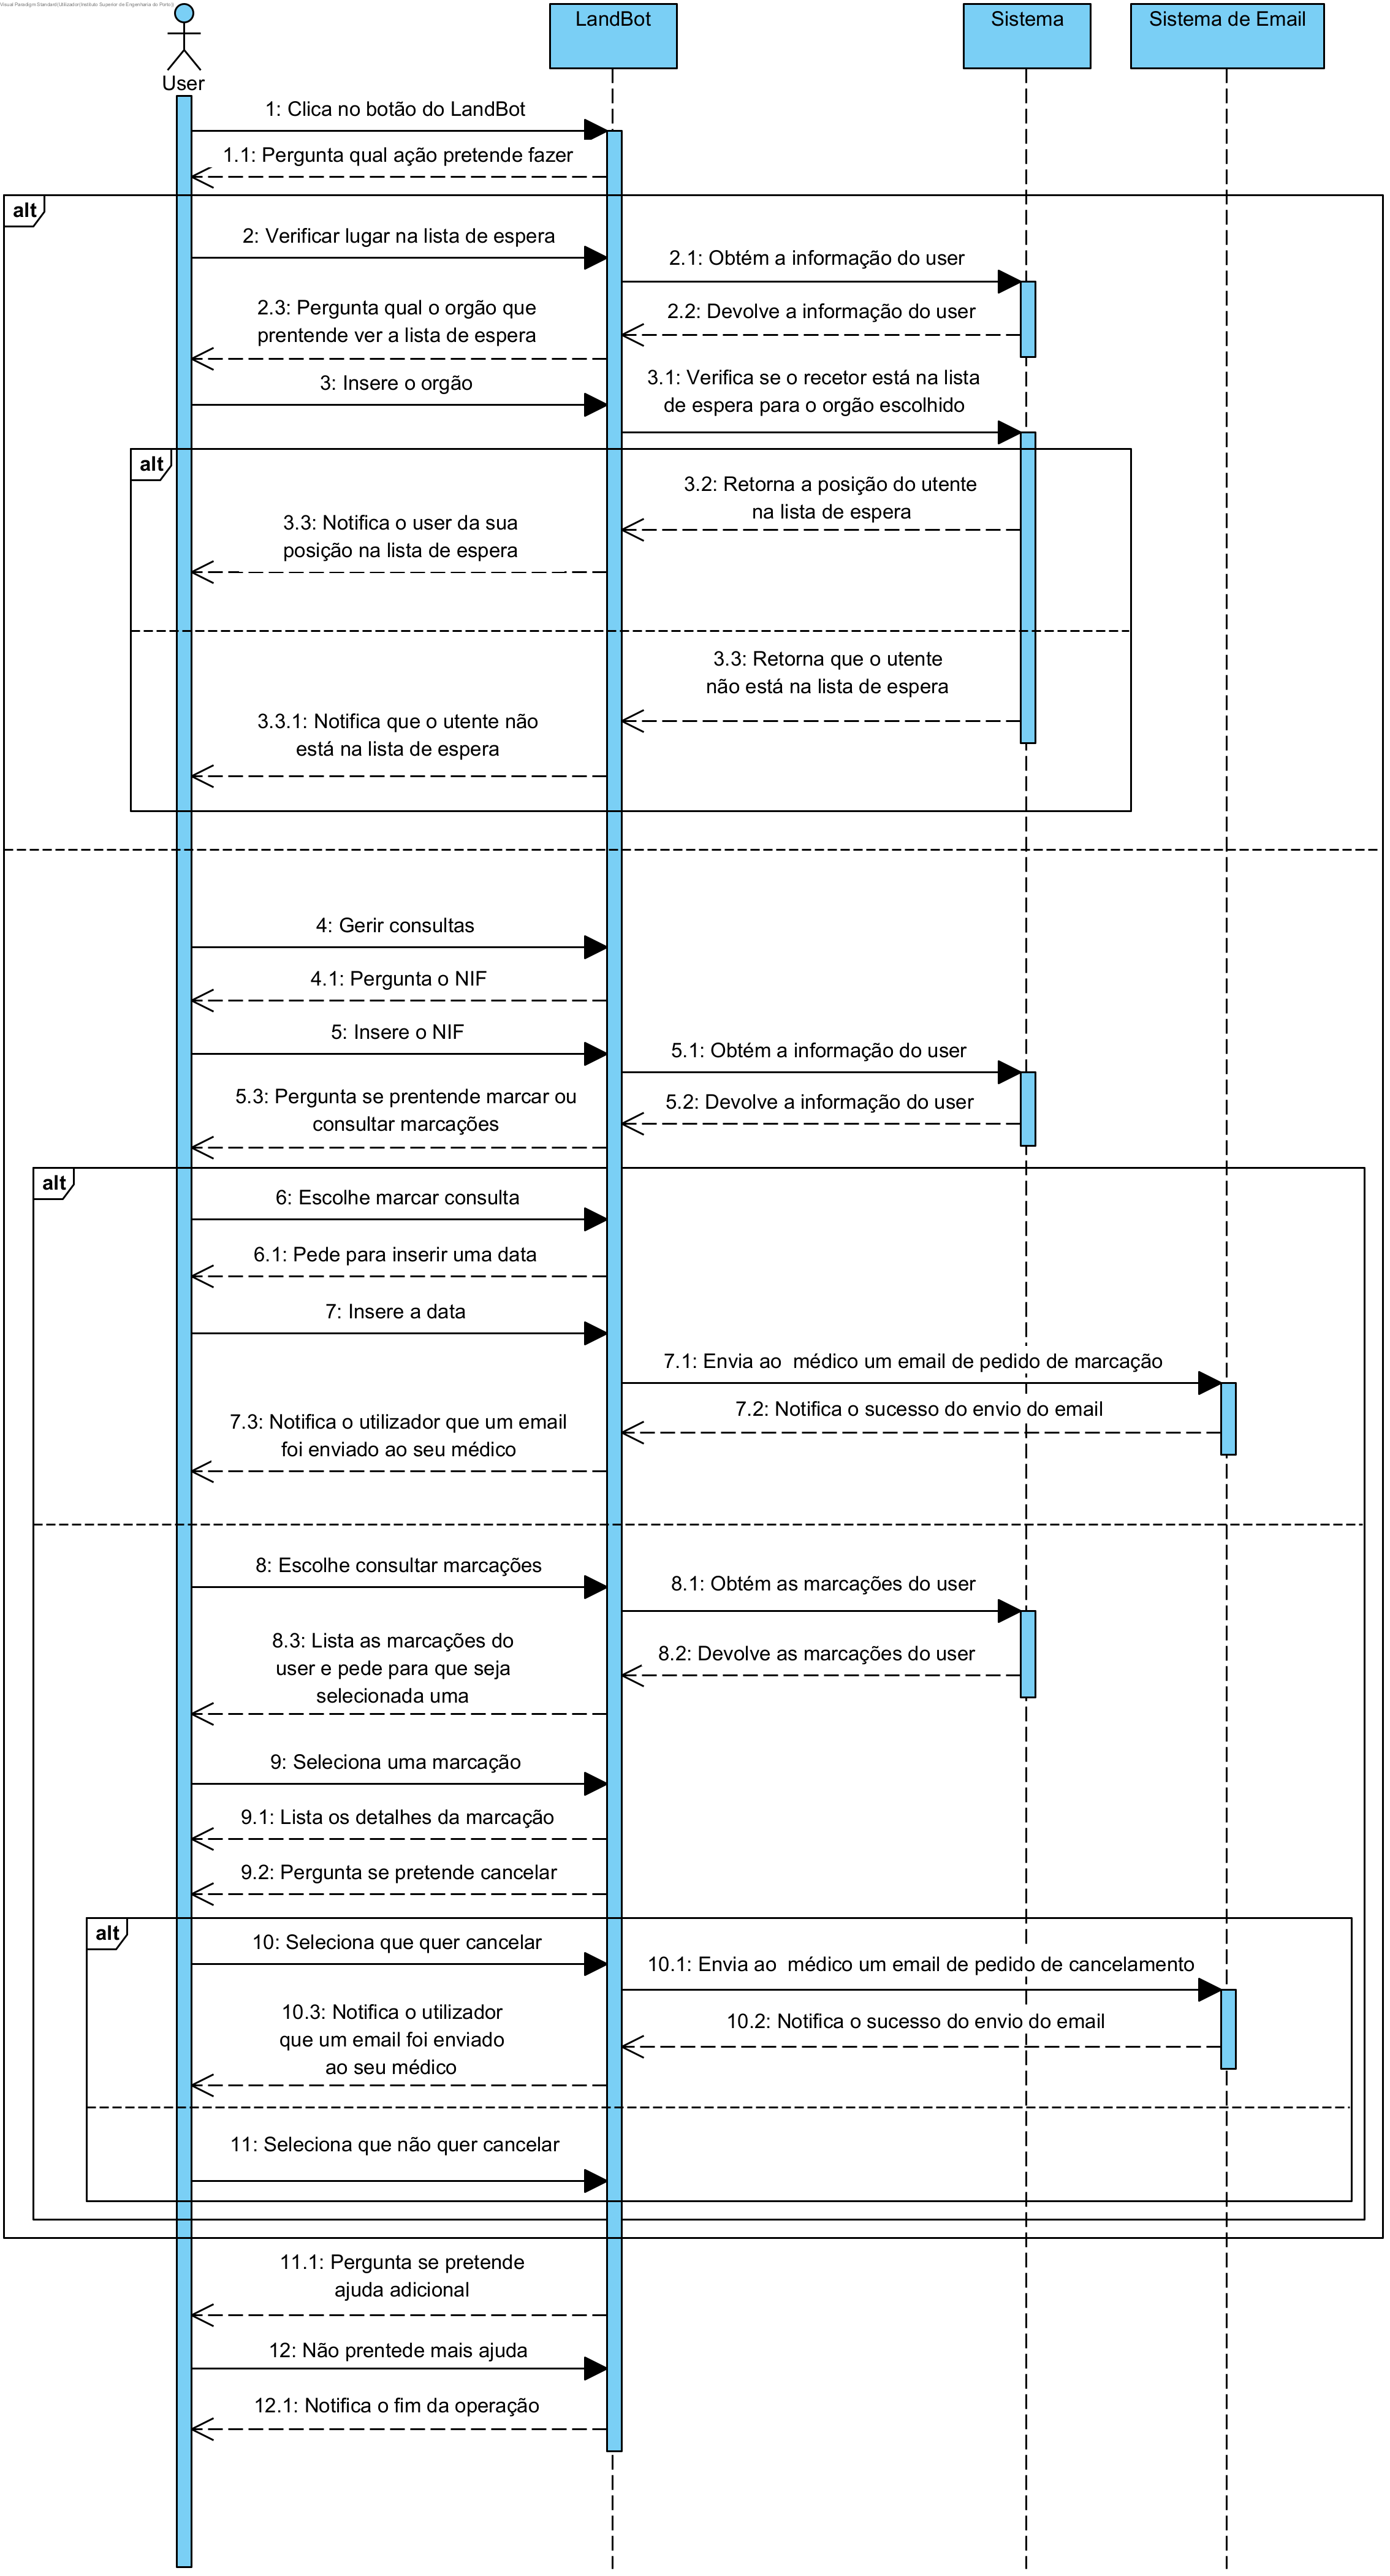 Visual Paradigm Standard(Utilizador(Instituto Superior de Engenharia do Porto))
User
LandBot
Sistema
Sistema de Email
1: Clica no botão do LandBot
1.1: Pergunta qual ação pretende fazer
alt
2: Verificar lugar na lista de espera
2.1: Obtém a informação do user
2.2: Devolve a informação do user
2.3: Pergunta qual o orgão que
prentende ver a lista de espera
3: Insere o orgão
3.1: Verifica se o recetor está na lista
de espera para o orgão escolhido
alt
3.2: Retorna a posição do utente
na lista de espera
3.3: Notifica o user da sua
posição na lista de espera
3.3: Retorna que o utente
não está na lista de espera
3.3.1: Notifica que o utente não
está na lista de espera
4: Gerir consultas
4.1: Pergunta o NIF
5: Insere o NIF
5.1: Obtém a informação do user
5.2: Devolve a informação do user
5.3: Pergunta se prentende marcar ou
consultar marcações
alt
6: Escolhe marcar consulta
6.1: Pede para inserir uma data
7: Insere a data
7.1: Envia ao  médico um email de pedido de marcação
7.2: Notifica o sucesso do envio do email
7.3: Notifica o utilizador que um email
foi enviado ao seu médico
8: Escolhe consultar marcações
8.1: Obtém as marcações do user
8.2: Devolve as marcações do user
8.3: Lista as marcações do
user e pede para que seja
selecionada uma
9: Seleciona uma marcação
9.1: Lista os detalhes da marcação
9.2: Pergunta se pretende cancelar
alt
10: Seleciona que quer cancelar
10.1: Envia ao  médico um email de pedido de cancelamento
10.2: Notifica o sucesso do envio do email
10.3: Notifica o utilizador
que um email foi enviado
ao seu médico
11: Seleciona que não quer cancelar
11.1: Pergunta se pretende
ajuda adicional
12: Não prentede mais ajuda
12.1: Notifica o fim da operação